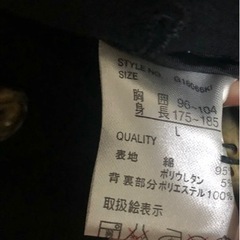 STYLE NO.
SIZE
胸囲 96-104
身長 175-185
L
QUALITY
表地 綿 95%
ポリウレタン 5%
背裏部分ポリエステル100%
取扱絵表示